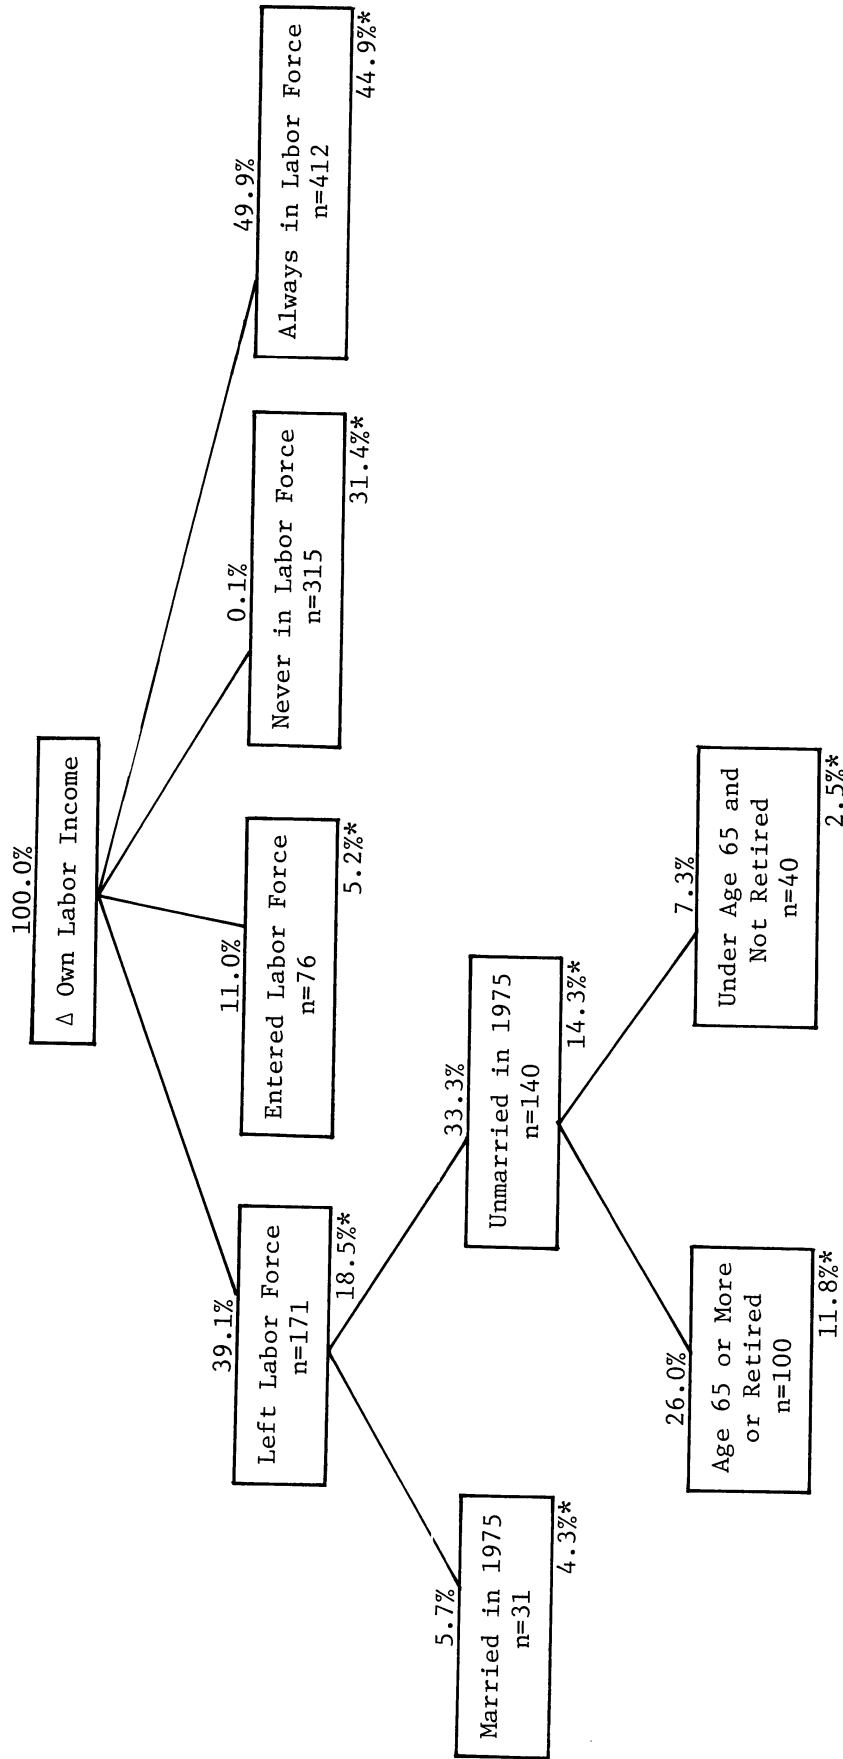 100.0%
Δ Own Labor Income
39.1%
Left Labor Force
n=171
18.5%*
11.0%
Entered Labor Force
n=76
5.2%*
0.1%
Never in Labor Force
n=315
31.4%*
49.9%
Always in Labor Force
n=412
44.9%*
5.7%
Married in 1975
n=31
4.3%*
33.3%
Unmarried in 1975
n=140
14.3%*
26.0%
Age 65 or More
or Retired
n=100
11.8%*
7.3%
Under Age 65 and
Not Retired
n=40
2.5%*